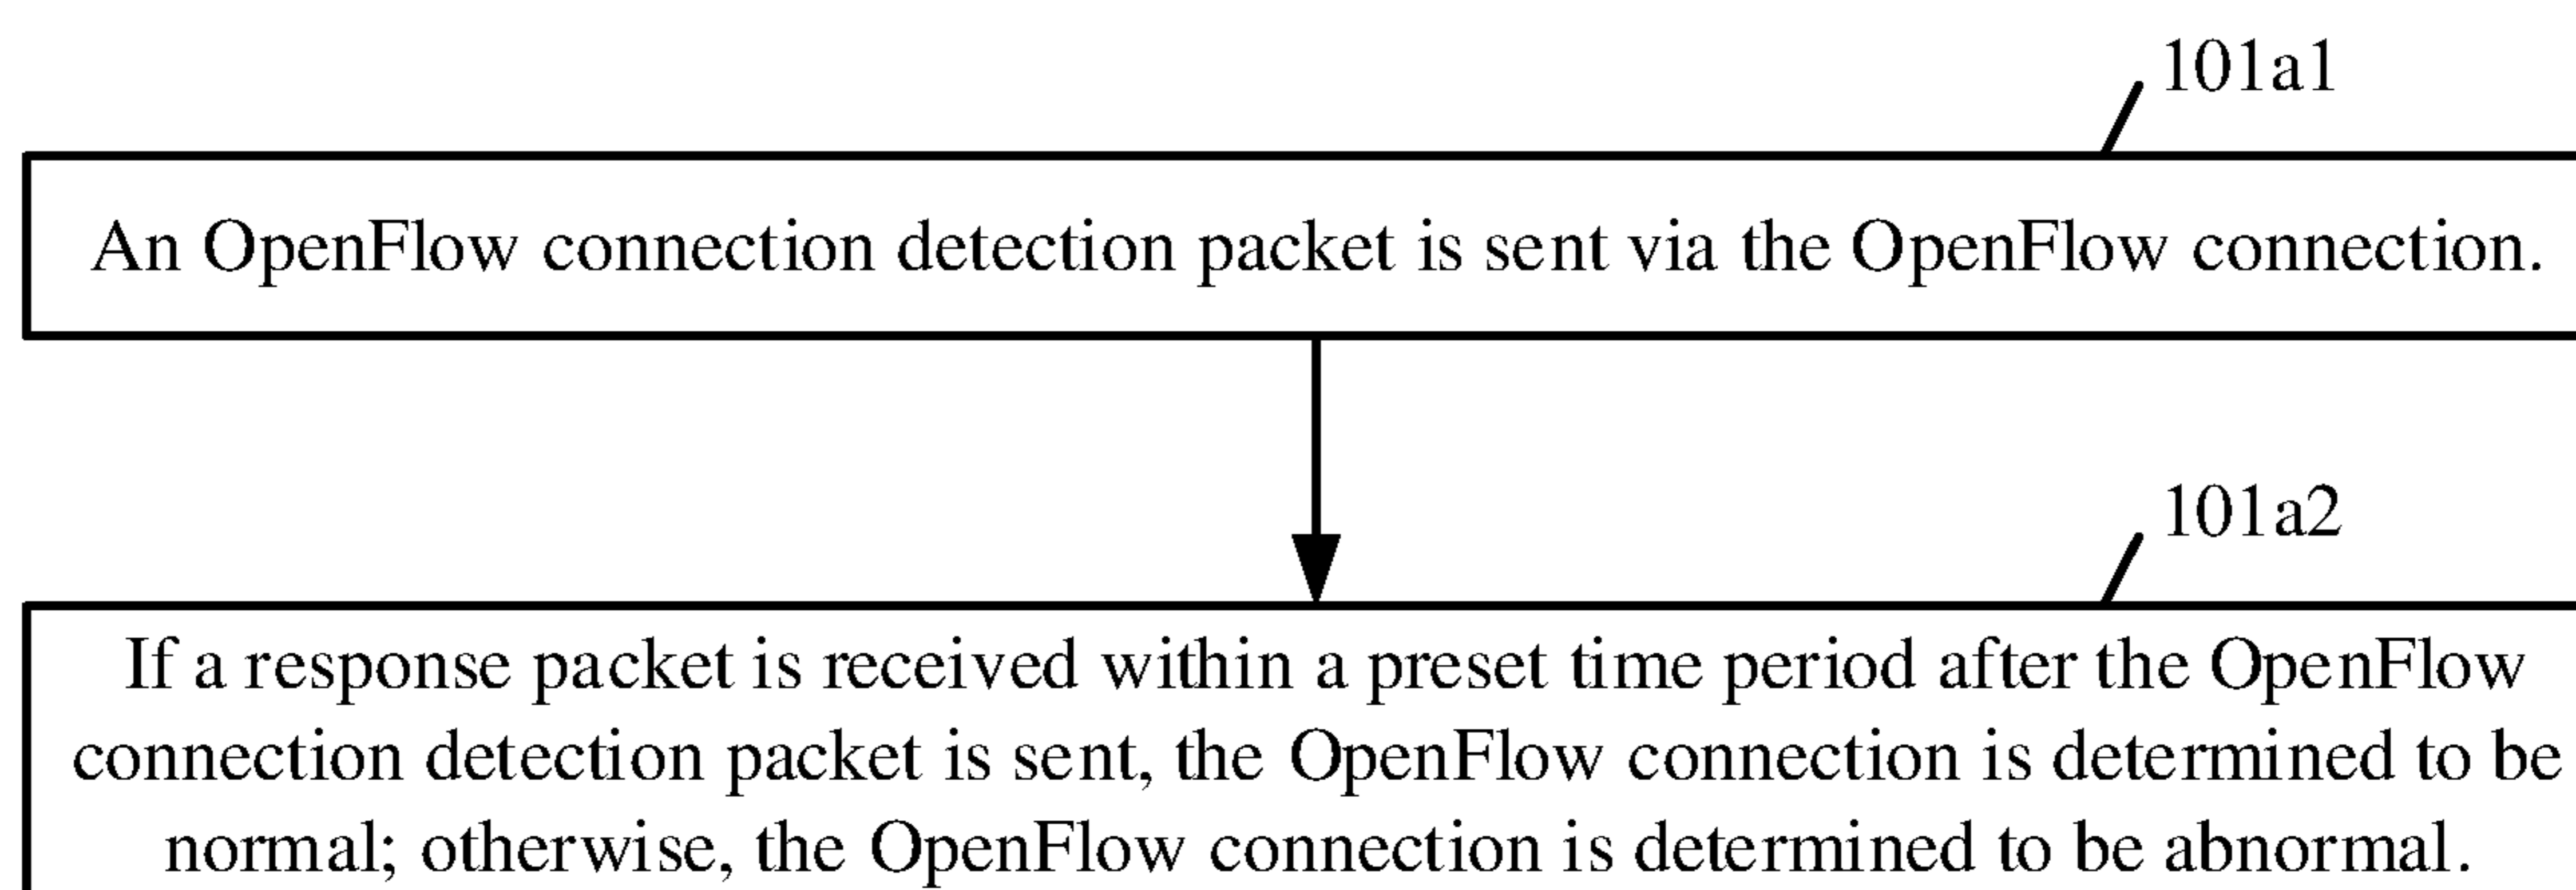 101a1
An OpenFlow connection detection packet is sent via the OpenFlow connection.
101a2
If a response packet is received within a preset time period after the OpenFlow
connection detection packet is sent, the OpenFlow connection is determined to be
normal; otherwise, the OpenFlow connection is determined to be abnormal.